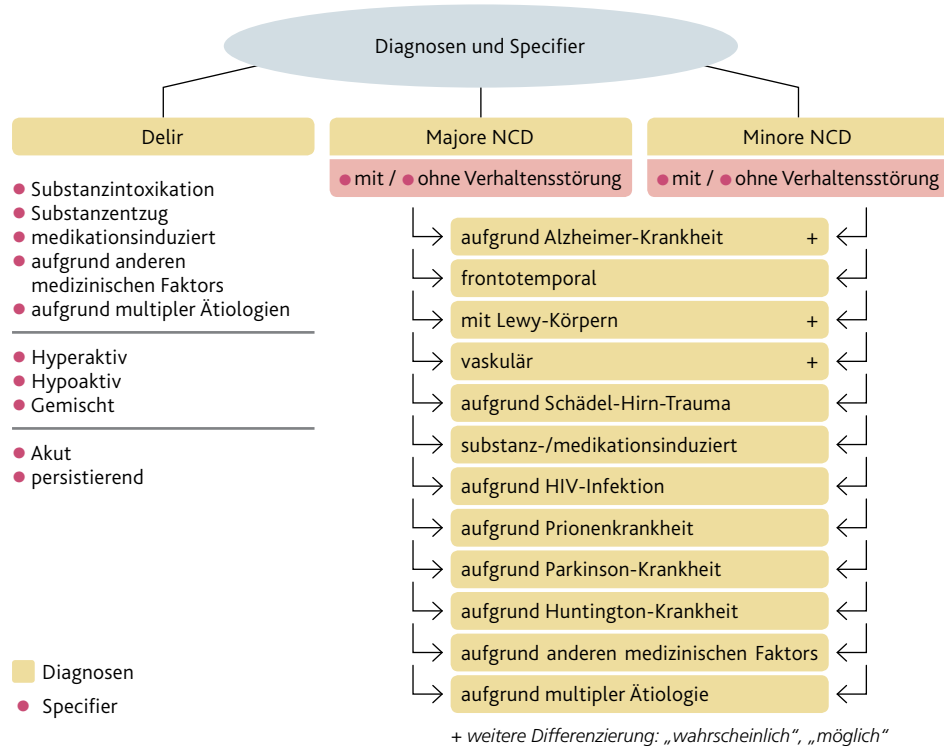 Diagnosen und Specifier
Delir
Substanzintoxikation
Substanzentzug
medikationsinduziert
aufgrund anderen
medizinischen Faktors
aufgrund multipler Ätiologien
Hyperaktiv
Hypoaktiv
Gemischt
Akut
persistierend
Majore NCD
mit / ohne Verhaltensstörung
Minore NCD
mit / ohne Verhaltensstörung
aufgrund Alzheimer-Krankheit +
frontotemporal
mit Lewy-Körpern +
vaskulär +
aufgrund Schädel-Hirn-Trauma
substanz-/medikationsinduziert
aufgrund HIV-Infektion
aufgrund Prionenkrankheit
aufgrund Parkinson-Krankheit
aufgrund Huntington-Krankheit
aufgrund anderen medizinischen Faktors
aufgrund multipler Ätiologie
Diagnosen
Specifier
+ weitere Differenzierung: „wahrscheinlich“, „möglich“